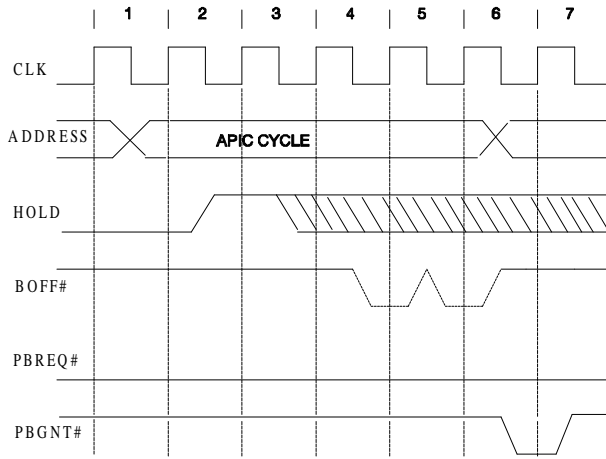 1 2 3 4 5 6 7
CLK
ADDRESS APIC CYCLE
HOLD
BOFF#
PBREQ#
PBGNT#